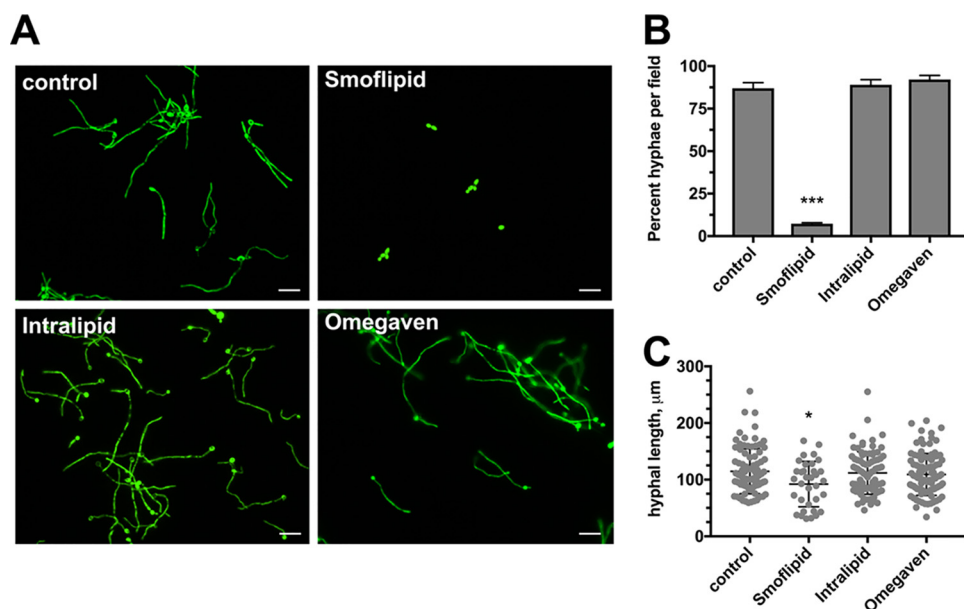 A
control
Smoflipid
Intralipid
Omegaven
B
Percent hyphae per field
100
75
50
25
0
***
control
Smoflipid
Intralipid
Omegaven
C
hyphal length, μm
300
200
100
0
*
control
Smoflipid
Intralipid
Omegaven